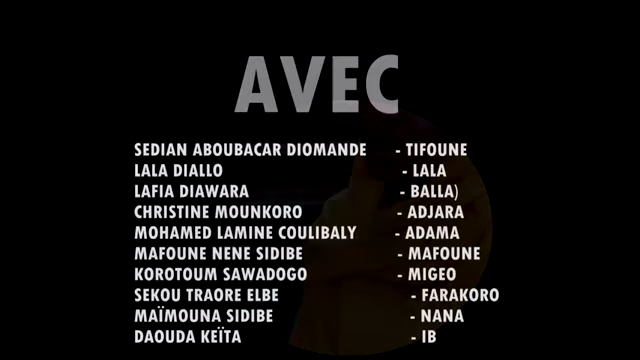 AVEC
SEDIAN ABOUBACAR DIOMANDE - TIFOUNE
LALA DIALLO - LALA
LAFIA DIAWARA - BALLA)
CHRISTINE MOUNKORO - ADJARA
MOHAMED LAMINE COULIBALY - ADAMA
MAFOUNE NENE SIDIBE - MAFOUNE
KOROTOUM SAWADOGO - MIGEO
SEKOU TRAORE ELBE - FARAKORO
MAÏMOUNA SIDIBE - NANA
DAOUDA KEÏTA - IB